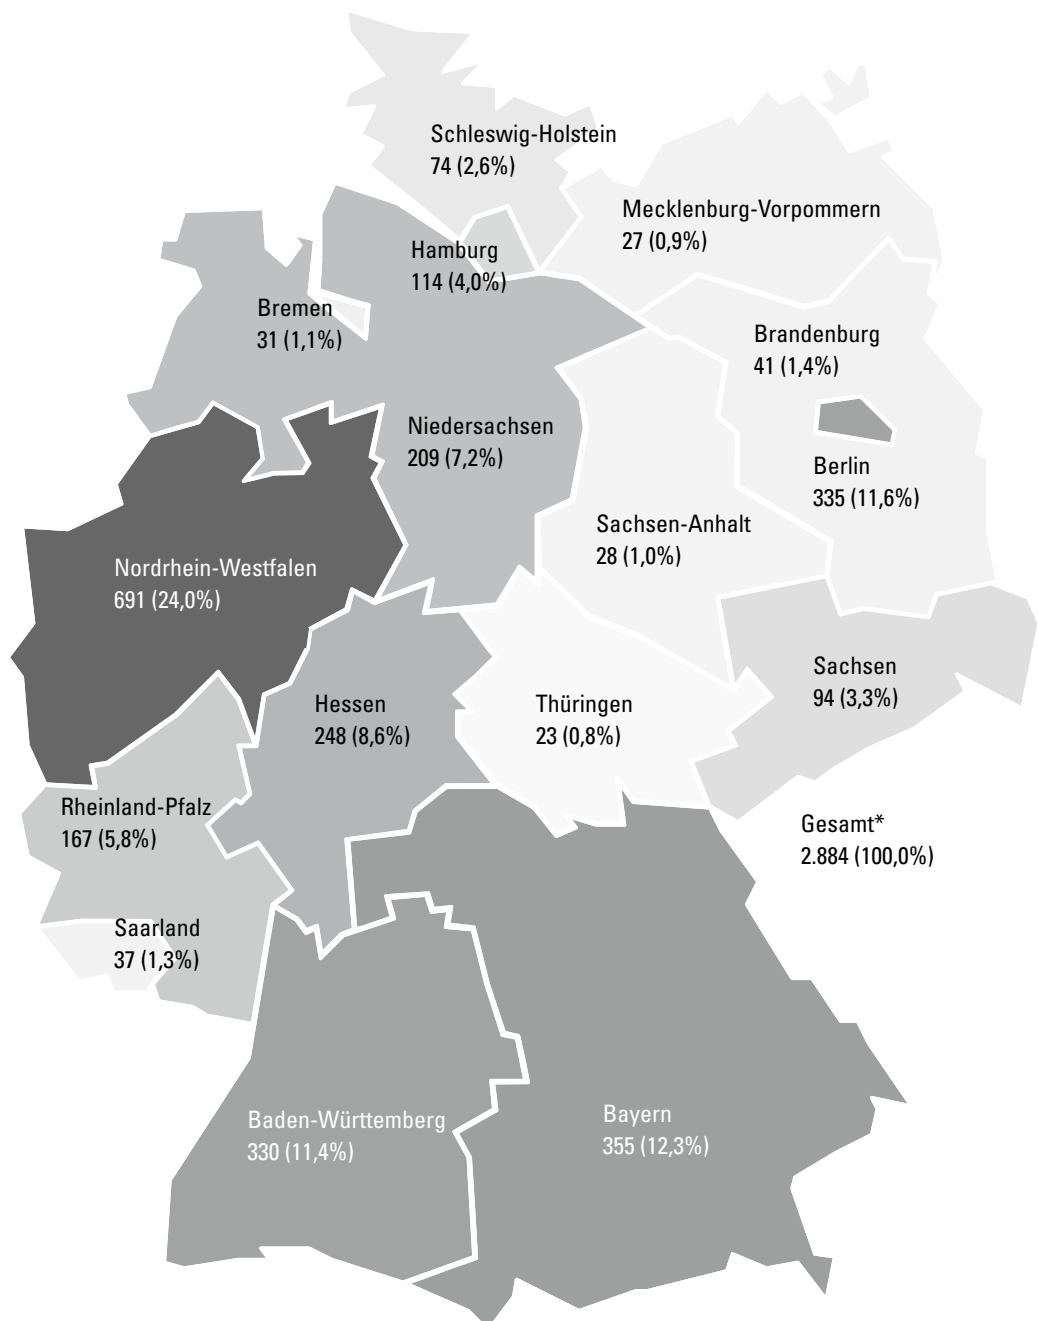 Schleswig-Holstein
74 (2,6%)
Mecklenburg-Vorpommern
27 (0,9%)
Hamburg
114 (4,0%)
Bremen
31 (1,1%)
Brandenburg
41 (1,4%)
Niedersachsen
209 (7,2%)
Berlin
335 (11,6%)
Sachsen-Anhalt
28 (1,0%)
Nordrhein-Westfalen
691 (24,0%)
Sachsen
94 (3,3%)
Hessen
248 (8,6%)
Thüringen
23 (0,8%)
Rheinland-Pfalz
167 (5,8%)
Gesamt*
2.884 (100,0%)
Saarland
37 (1,3%)
Baden-Württemberg
330 (11,4%)
Bayern
355 (12,3%)